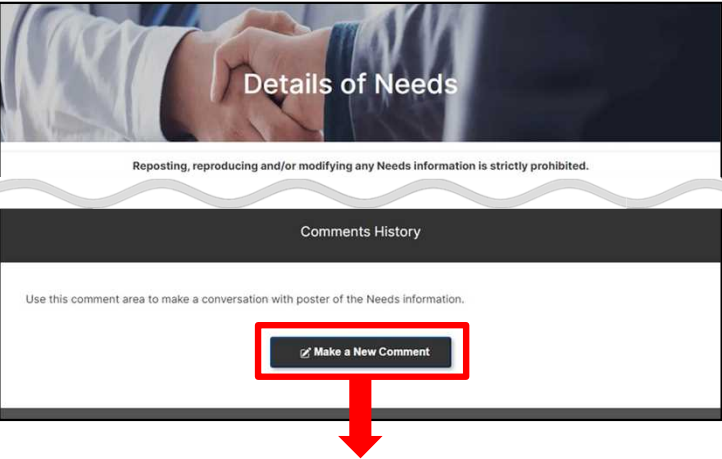 Details of Needs
Reposting, reproducing and/or modifying any Needs information is strictly prohibited.
Comments History
Use this comment area to make a conversation with poster of the Needs information.
Make a New Comment